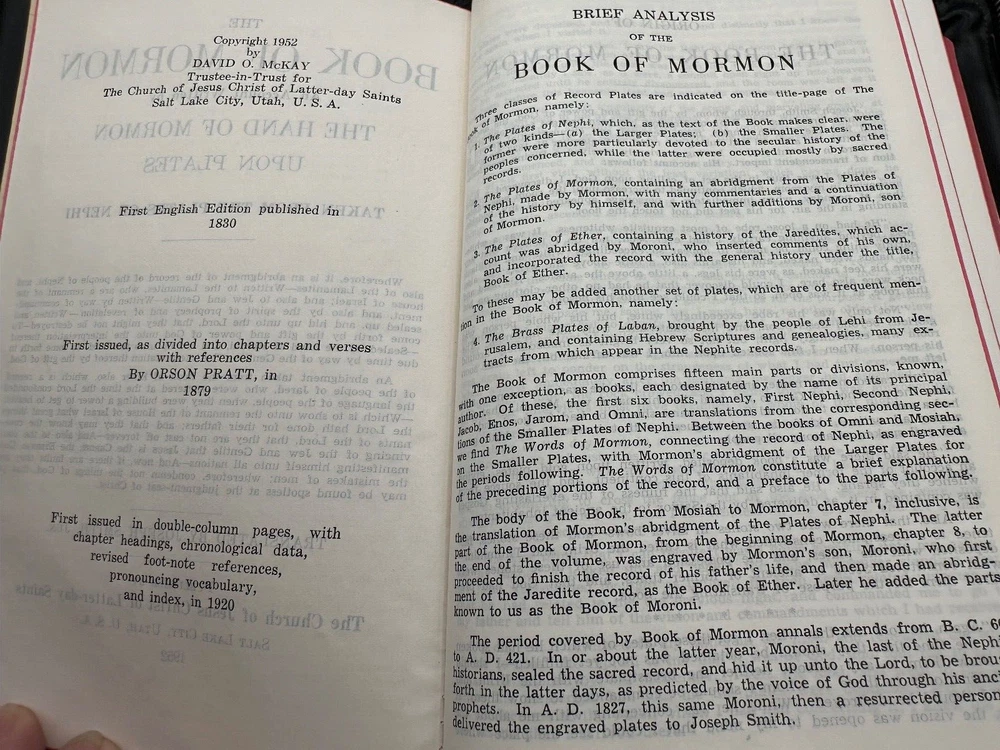 Copyright 1952
by
DAVID O. McKAY
Trustee-in-Trust for
The Church of Jesus Christ of Latter-day Saints
Salt Lake City, Utah, U. S. A.
First English Edition published in
1830
First issued, as divided into chapters and verses
with references
By ORSON PRATT, in
1879
First issued in double-column pages, with
chapter headings, chronological data,
revised foot-note references,
pronouncing vocabulary,
and index, in 1920
BRIEF ANALYSIS
OF THE
BOOK OF MORMON
Three classes of Record Plates are indicated on the title-page of The
of Mormon, namely:
1. The Plates of Nephi, which, as the text of the Book makes clear, were
of two kinds—(a) the Larger Plates; (b) the Smaller Plates. The
former were more particularly devoted to the secular history of the
peoples concerned, while the latter were occupied mostly by sacred
records.
2. The Plates of Mormon, containing an abridgment from the Plates of
Nephi, made by Mormon, with many commentaries and a continuation
of the history by himself, and with further additions by Moroni, son
of Mormon.
3. The Plates of Ether, containing a history of the Jaredites, which ac-
count was abridged by Moroni, who inserted comments of his own,
and incorporated the record with the general history under the title,
Book of Ether.
To these may be added another set of plates, which are of frequent men-
tion in the Book of Mormon, namely:
4. The Brass Plates of Laban, brought by the people of Lehi from Je-
rusalem, and containing Hebrew Scriptures and genealogies, many ex-
tracts from which appear in the Nephite records.
The Book of Mormon comprises fifteen main parts or divisions, known,
with one exception, as books, each designated by the name of its principal
author. Of these, the first six books, namely, First Nephi, Second Nephi,
Jacob, Enos, Jarom, and Omni, are translations from the corresponding sec-
tions of the Smaller Plates of Nephi. Between the books of Omni and Mosiah,
we find The Words of Mormon, connecting the record of Nephi, as engraved
on the Smaller Plates, with Mormon's abridgment of the Larger Plates for
the periods following. The Words of Mormon constitute a brief explanation
of the preceding portions of the record, and a preface to the parts following.
The body of the Book, from Mosiah to Mormon, chapter 7, inclusive, is
the translation of Mormon's abridgment of the Plates of Nephi. The latter
part of the Book of Mormon, from the beginning of Mormon, chapter 8, to
the end of the volume, was engraved by Mormon's son, Moroni, who first
proceeded to finish the record of his father's life, and then made an abridg-
ment of the Jaredite record, as the Book of Ether. Later he added the parts
known to us as the Book of Moroni.
The period covered by Book of Mormon annals extends from B. C. 60
to A. D. 421. In or about the latter year, Moroni, the last of the Neph
historians, sealed the sacred record, and hid it up unto the Lord, to be brou
forth in the latter days, as predicted by the voice of God through his anc
prophets. In A. D. 1827, this same Moroni, then a resurrected person
delivered the engraved plates to Joseph Smith.